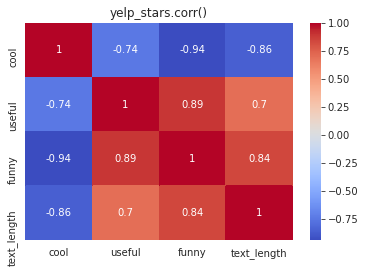 yelp_stars.corr()
cool
useful
funny
text_length
1 -0.74 -0.94 -0.86
-0.74 1 0.89 0.7
-0.94 0.89 1 0.84
-0.86 0.7 0.84 1
cool useful funny text_length
1.00
0.75
0.50
0.25
0.00
-0.25
-0.50
-0.75